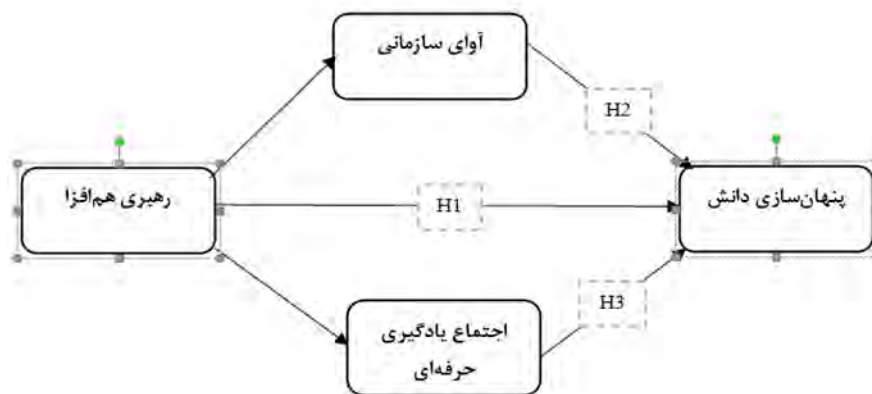 آوای سازمانی
H2
رهبری هم‌افزا
H1
پنهان‌سازی دانش
H3
اجتماع یادگیری
حرفه‌ای